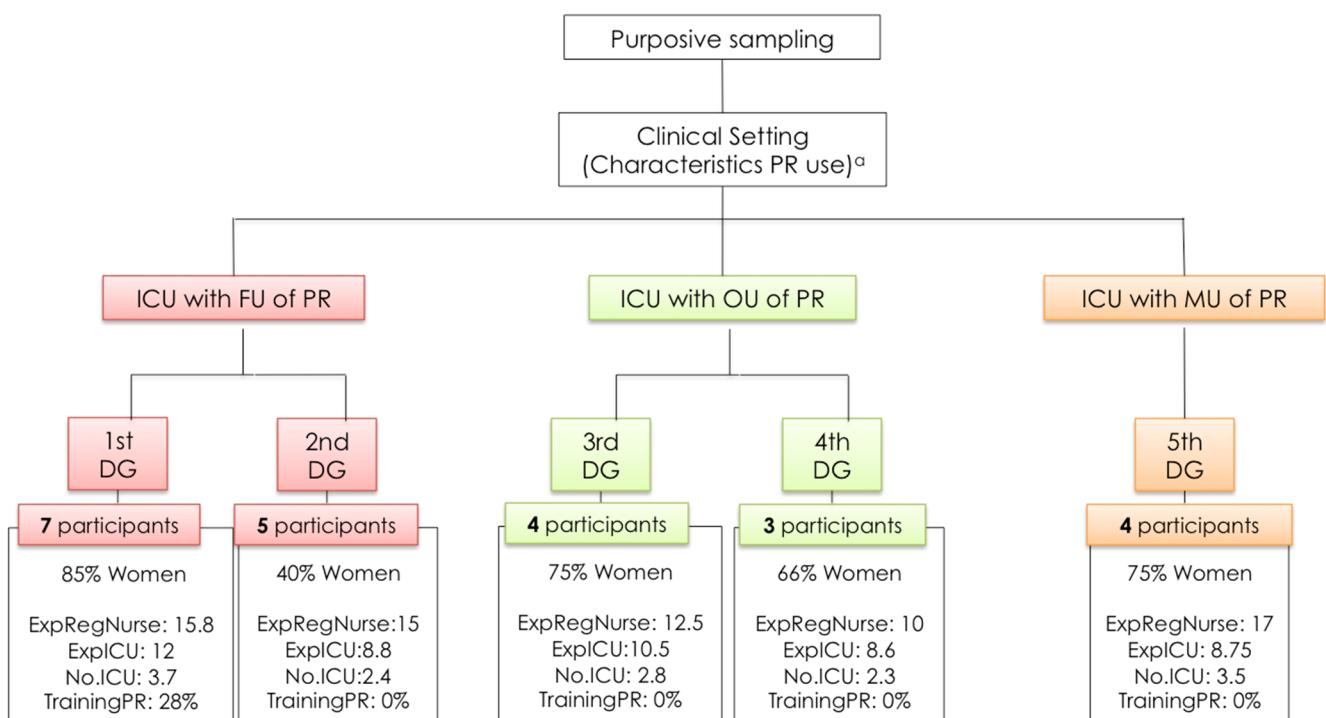 Purposive sampling
Clinical Setting
(Characteristics PR use)ᵃ
ICU with FU of PR
ICU with OU of PR
ICU with MU of PR
1st
DG
2nd
DG
3rd
DG
4th
DG
5th
DG
7 participants
5 participants
4 participants
3 participants
4 participants
85% Women
ExpRegNurse: 15.8
ExpICU: 12
No.ICU: 3.7
TrainingPR: 28%
40% Women
ExpRegNurse:15
ExpICU:8.8
No.ICU:2.4
TrainingPR: 0%
75% Women
ExpRegNurse: 12.5
ExpICU:10.5
No.ICU: 2.8
TrainingPR: 0%
66% Women
ExpRegNurse: 10
ExpICU: 8.6
No.ICU: 2.3
TrainingPR: 0%
75% Women
ExpRegNurse: 17
ExpICU: 8.75
No.ICU: 3.5
TrainingPR: 0%